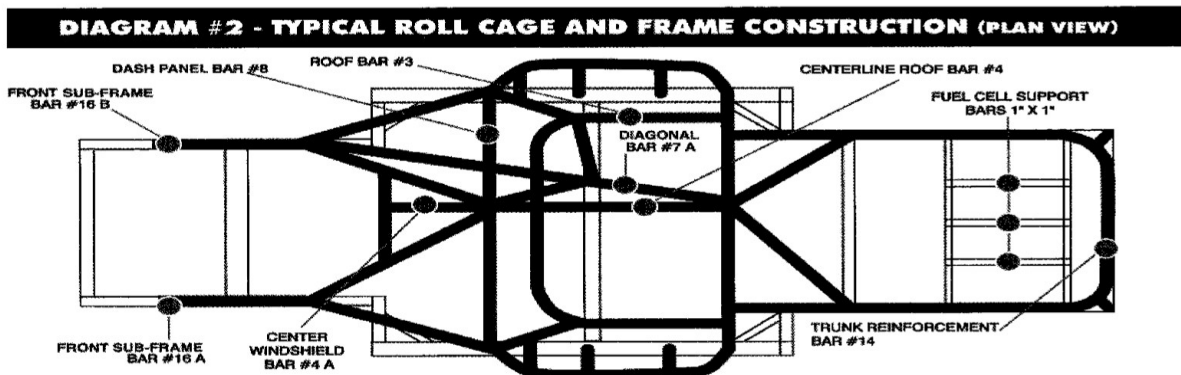 DIAGRAM #2 - TYPICAL ROLL CAGE AND FRAME CONSTRUCTION (PLAN VIEW)
DASH PANEL BAR #8
ROOF BAR #3
CENTERLINE ROOF BAR #4
FRONT SUB-FRAME
BAR #16 B
FUEL CELL SUPPORT
BARS 1" X 1"
DIAGONAL
BAR #7 A
FRONT SUB-FRAME
BAR #16 A
CENTER
WINDSHIELD
BAR #4 A
TRUNK REINFORCEMENT
BAR #14